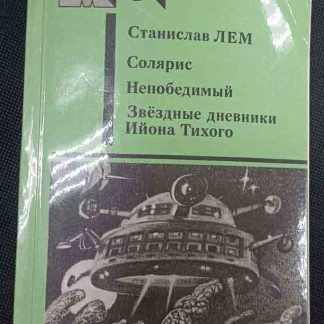 Станислав ЛЕМ
Солярис
Непобедимый
Звёздные дневники
Ийона Тихого